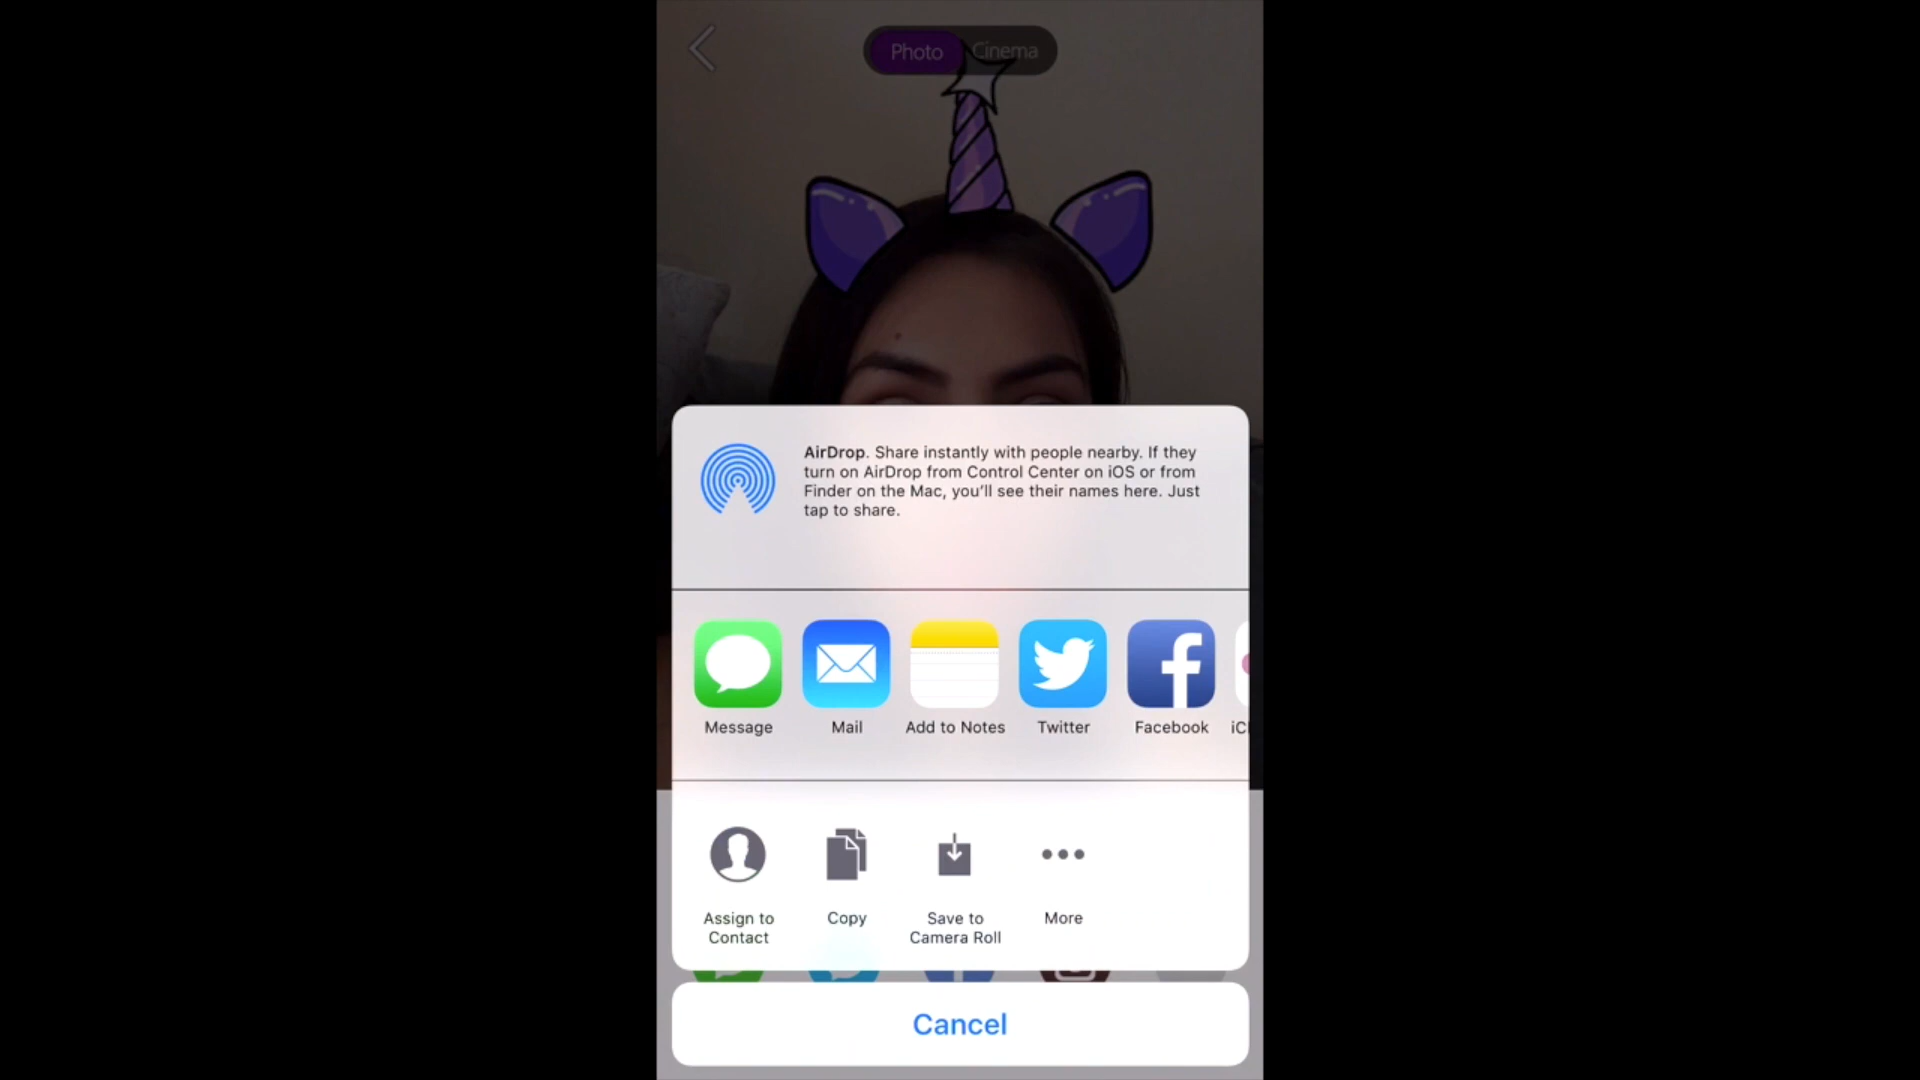 Photo Cinema
AirDrop. Share instantly with people nearby. If they
turn on AirDrop from Control Center on iOS or from
Finder on the Mac, you'll see their names here. Just
tap to share.
Message Mail Add to Notes Twitter Facebook
Assign to
Contact
Copy
Save to
Camera Roll
More
Cancel